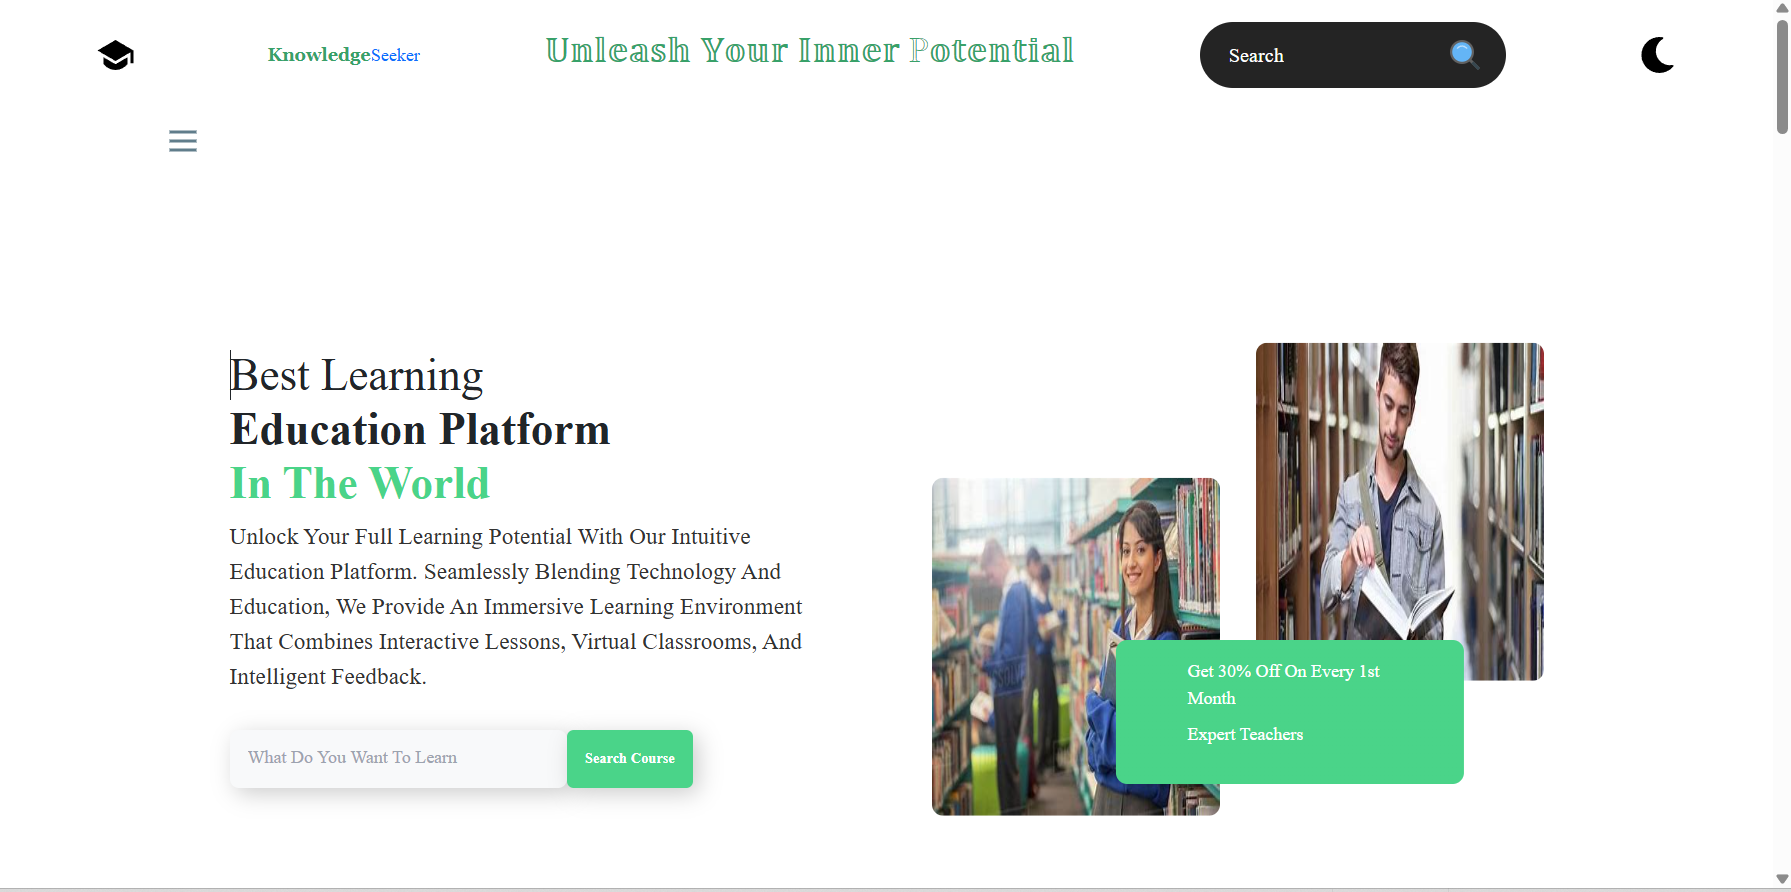 KnowledgeSeeker
Unleash Your Inner Potential
Search
Best Learning
Education Platform
In The World
Unlock Your Full Learning Potential With Our Intuitive
Education Platform. Seamlessly Blending Technology And
Education, We Provide An Immersive Learning Environment
That Combines Interactive Lessons, Virtual Classrooms, And
Intelligent Feedback.
What Do You Want To Learn
Search Course
Get 30% Off On Every 1st
Month
Expert Teachers